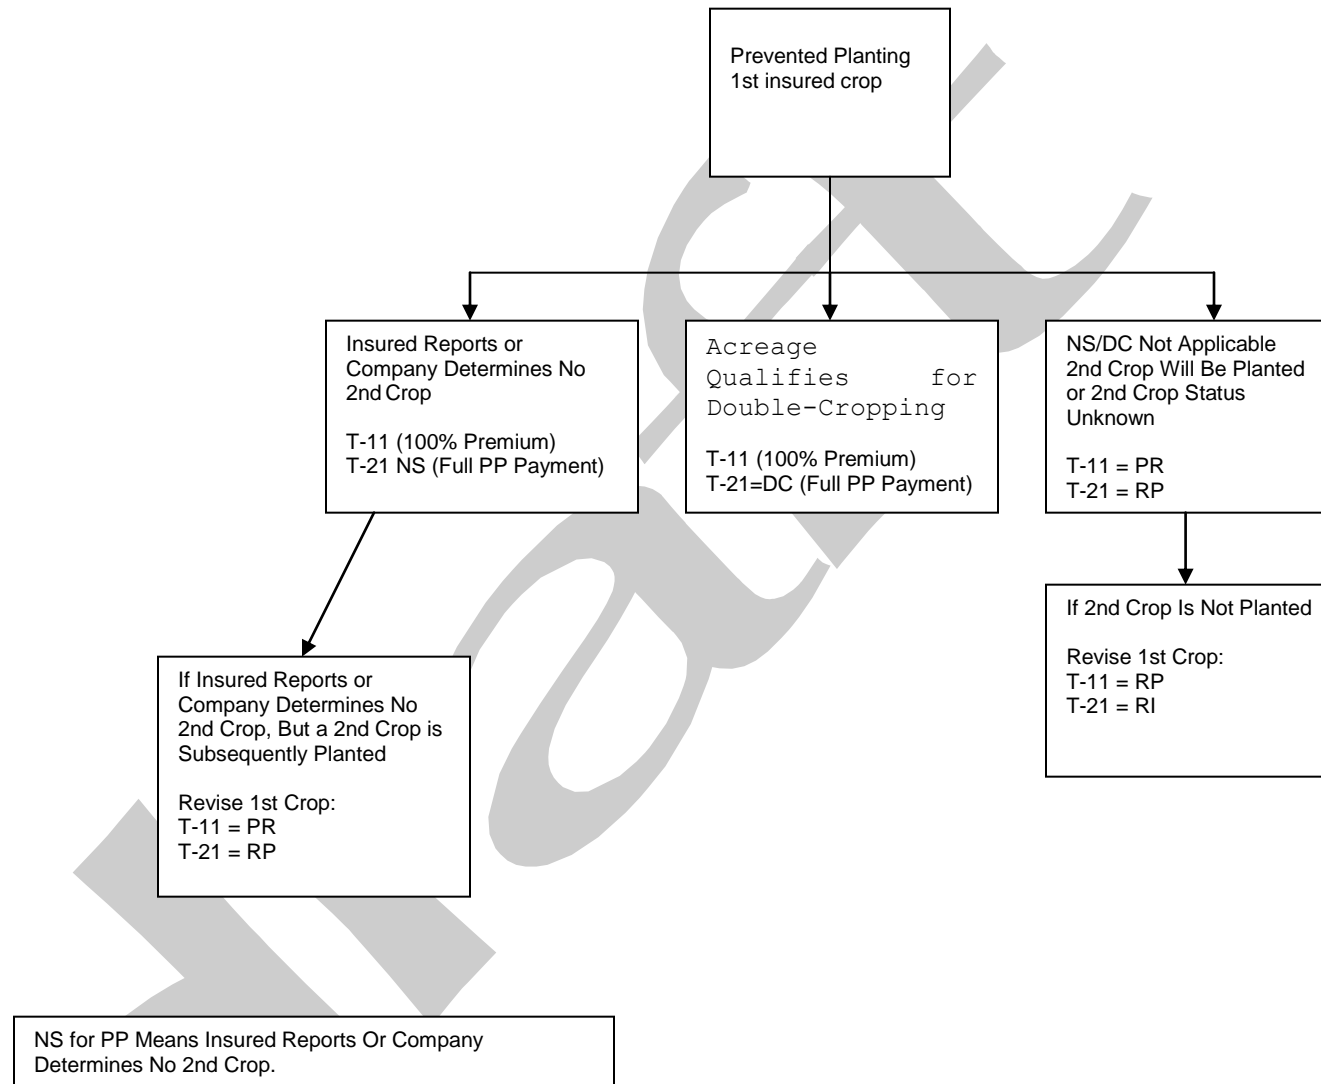 Prevented Planting
1st insured crop
Insured Reports or
Company Determines No
2nd Crop
T-11 (100% Premium)
T-21 NS (Full PP Payment)
Acreage
Qualifies for
Double-Cropping
T-11 (100% Premium)
T-21=DC (Full PP Payment)
NS/DC Not Applicable
2nd Crop Will Be Planted
or 2nd Crop Status
Unknown
T-11 = PR
T-21 = RP
If Insured Reports or
Company Determines No
2nd Crop, But a 2nd Crop is
Subsequently Planted
Revise 1st Crop:
T-11 = PR
T-21 = RP
If 2nd Crop Is Not Planted
Revise 1st Crop:
T-11 = RP
T-21 = RI
NS for PP Means Insured Reports Or Company
Determines No 2nd Crop.
Draft